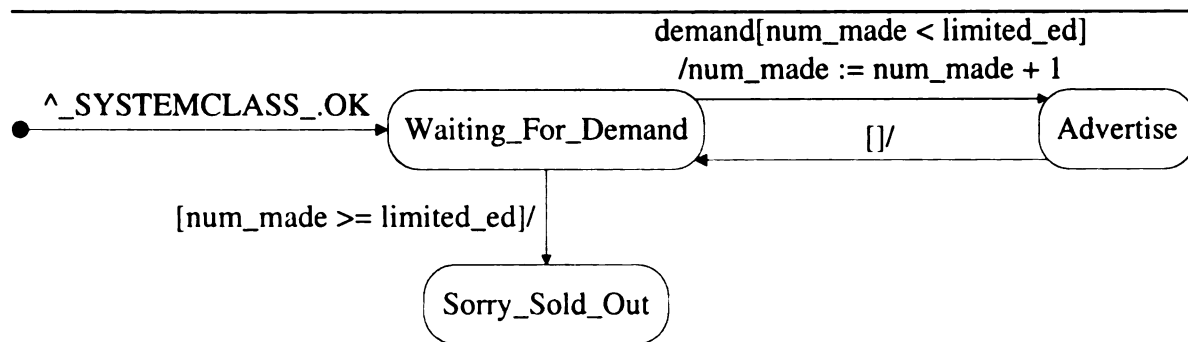 demand[num_made < limited_ed]
/num_made := num_made + 1
^_SYSTEMCLASS_.OK
Waiting_For_Demand
[]/
Advertise
[num_made >= limited_ed]/
Sorry_Sold_Out